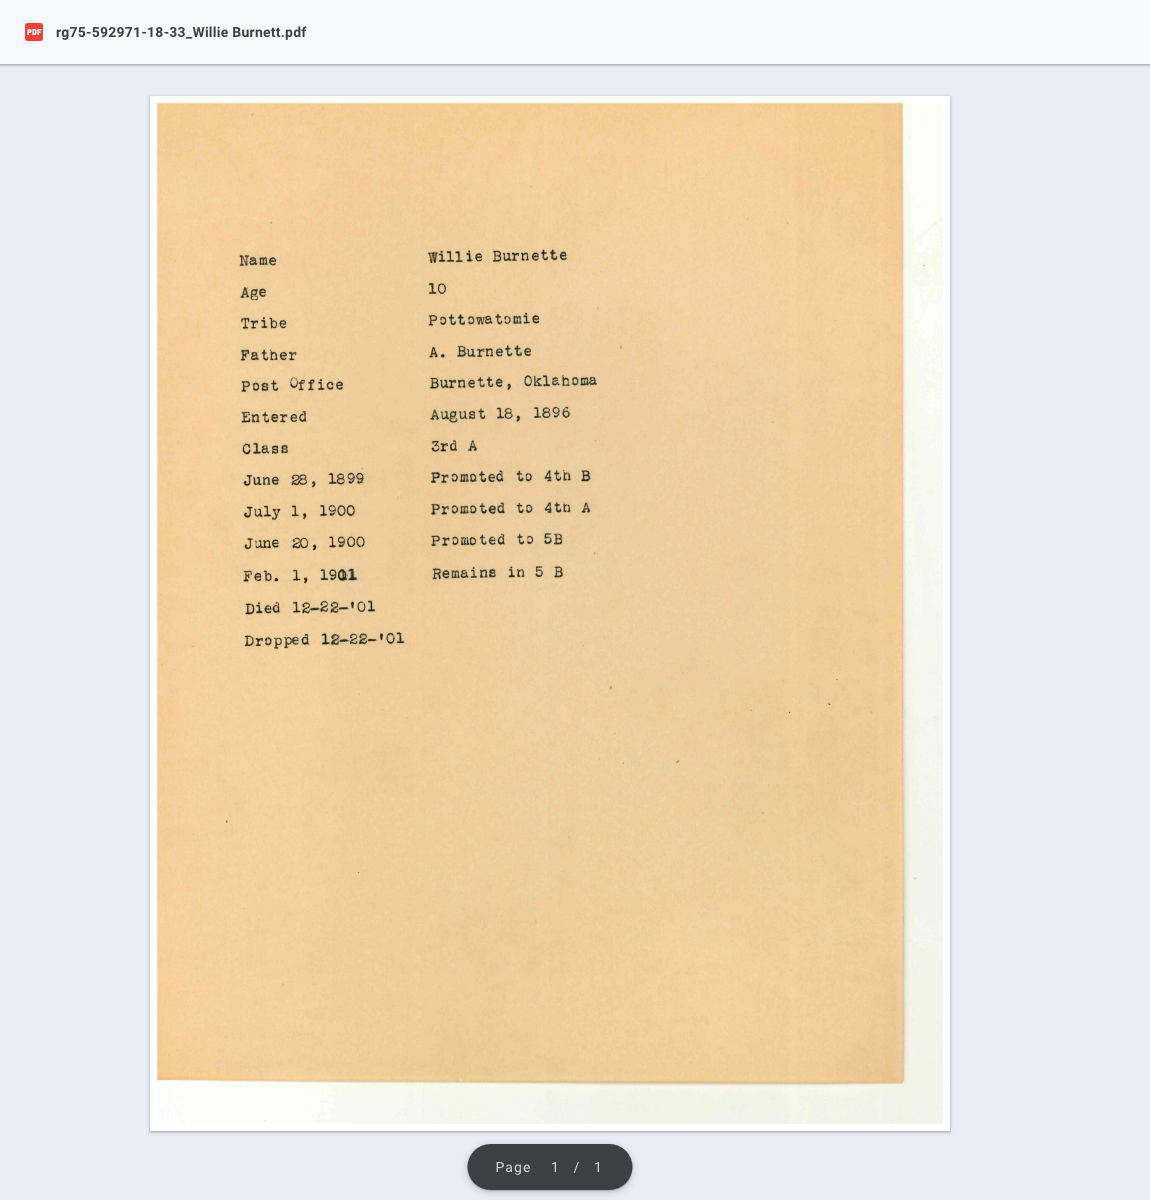 PDF rg75-592971-18-33_Willie Burnett.pdf
Name Willie Burnette
Age 10
Tribe Pottowatomie
Father A. Burnette
Post Office Burnette, Oklahoma
Entered August 18, 1896
Class 3rd A
June 28, 1899 Promoted to 4th B
July 1, 1900 Promoted to 4th A
June 20, 1900 Promoted to 5B
Feb. 1, 1901 Remains in 5 B
Died 12-22-'01
Dropped 12-22-'01
Page 1 / 1